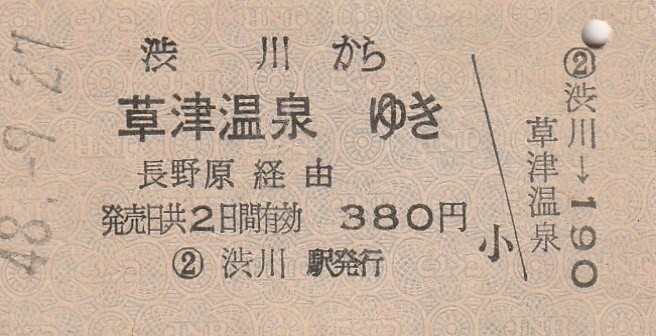 48.-9.27
渋川から
草津温泉 ゆき
長野原経由
発売日共2日間有効 380円
② 渋川 駅発行
小
②渋川→190
草津温泉